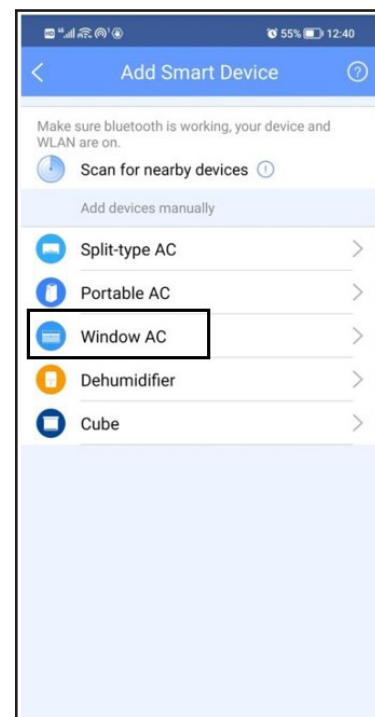 55% 12:40
Add Smart Device
Make sure bluetooth is working, your device and
WLAN are on.
Scan for nearby devices
Add devices manually
Split-type AC
Portable AC
Window AC
Dehumidifier
Cube